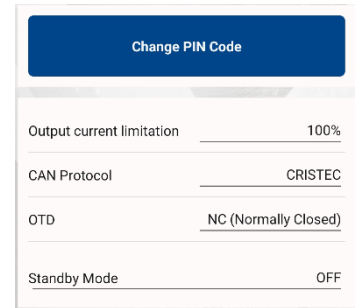 Change PIN Code
Output current limitation 100%
CAN Protocol CRISTEC
OTD NC (Normally Closed)
Standby Mode OFF